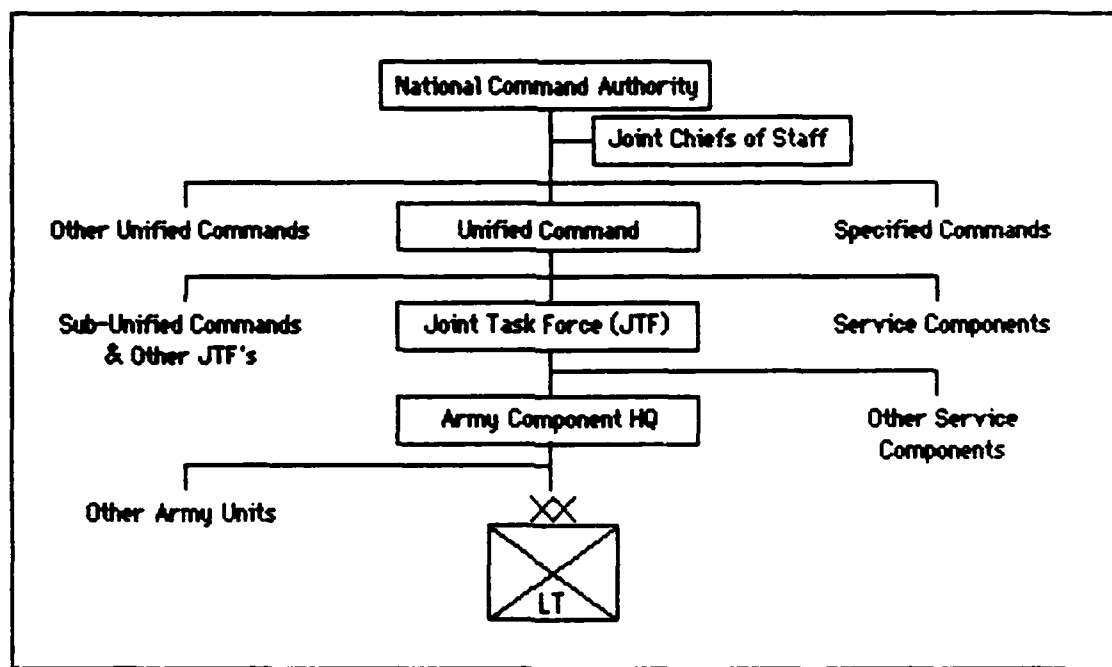 National Command Authority
Joint Chiefs of Staff
Other Unified Commands
Unified Command
Specified Commands
Sub-Unified Commands
& Other JTF's
Joint Task Force (JTF)
Service Components
Army Component HQ
Other Service
Components
Other Army Units
XX
LT